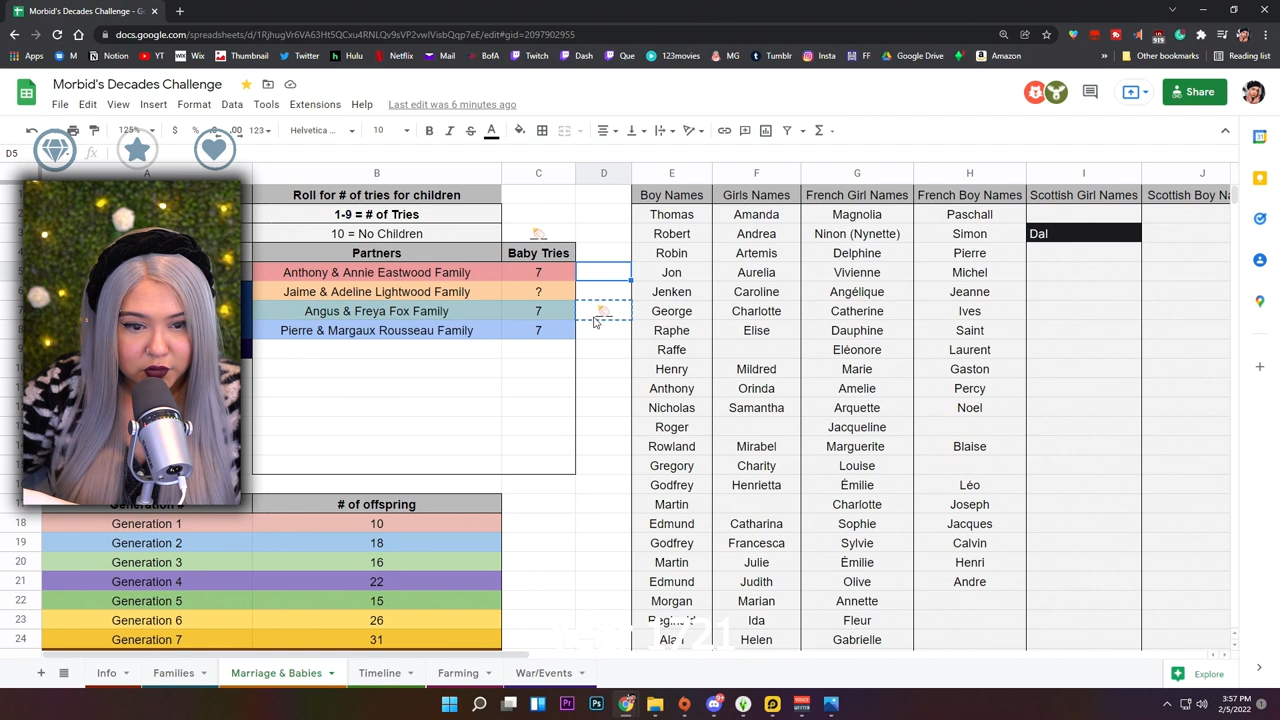 Morbid's Decades Challenge - Go
docs.google.com/spreadsheets/d/1RjhugVr6VA63Ht5QCxu4RNLQv9sVP2vwlVisbQqp7eE/edit#gid=2097902955
Apps M Notion YT WC Thumbnail Twitter Hulu Netflix Mail BofA Twitch Dash Que 123movies MG Tumblr Insta FF Google Drive Amazon Other bookmarks Reading list
Morbid's Decades Challenge
File Edit View Insert Format Data Tools Extensions Help Last edit was 6 minutes ago
Share
125% $ % .0 .00 123 Helvetica ... 10 B I S A
D5 fx
A B C D E F G H I J
Roll for # of tries for children Boy Names Girls Names French Girl Names French Boy Names Scottish Girl Names Scottish Boy Na
1-9 = # of Tries Thomas Amanda Magnolia Paschall
10 = No Children Robert Andrea Ninon (Nynette) Simon Dal
Partners Baby Tries Robin Artemis Delphine Pierre
Anthony & Annie Eastwood Family 7 Jon Aurelia Vivienne Michel
Jaime & Adeline Lightwood Family ? Jenken Caroline Angélique Jeanne
Angus & Freya Fox Family 7 George Charlotte Catherine Ives
Pierre & Margaux Rousseau Family 7 Raphe Elise Dauphine Saint
Raffe Eléonore Laurent
Henry Mildred Marie Gaston
Anthony Orinda Amelie Percy
Nicholas Samantha Arquette Noel
Roger Jacqueline
Rowland Mirabel Marguerite Blaise
Gregory Charity Louise
Godfrey Henrietta Émilie Léo
# of offspring Martin Charlotte Joseph
18 Generation 1 10 Edmund Catharina Sophie Jacques
19 Generation 2 18 Godfrey Francesca Sylvie Calvin
20 Generation 3 16 Martin Julie Émilie Henri
21 Generation 4 22 Edmund Judith Olive Andre
22 Generation 5 15 Morgan Marian Annette
23 Generation 6 26 Ida Fleur
24 Generation 7 31 Alan Helen Gabrielle
1721
Info Families Marriage & Babies Timeline Farming War/Events Explore
3:57 PM
2/5/2022